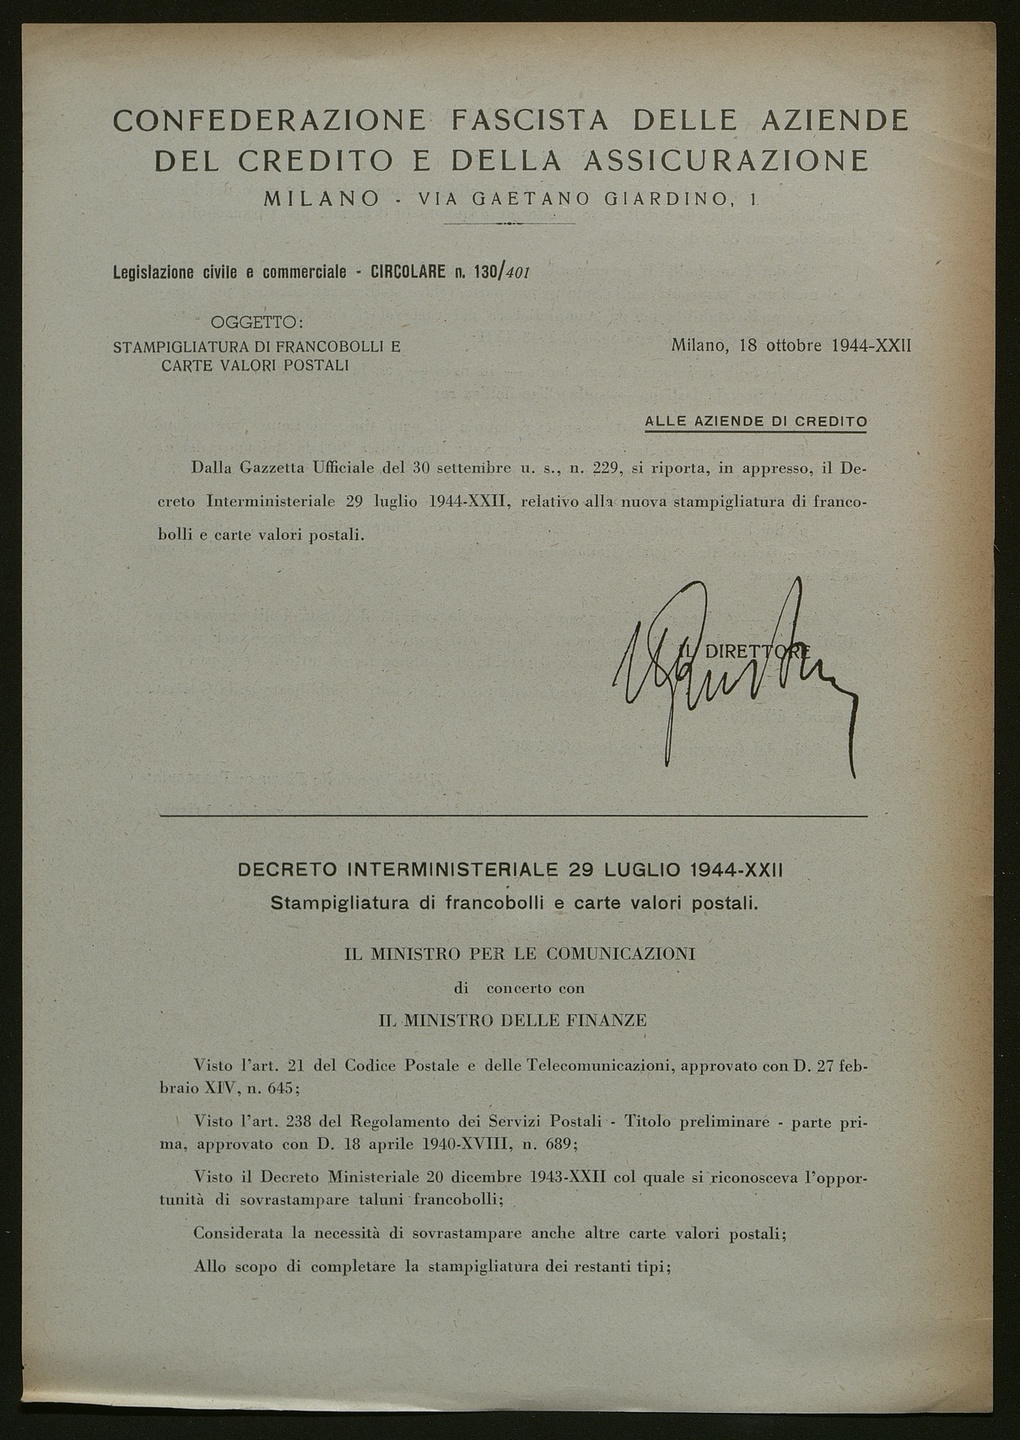 CONFEDERAZIONE FASCISTA DELLE AZIENDE
DEL CREDITO E DELLA ASSICURAZIONE
MILANO - VIA GAETANO GIARDINO, 1
Legislazione civile e commerciale - CIRCOLARE n. 130/401
OGGETTO:
STAMPIGLIATURA DI FRANCOBOLLI E
CARTE VALORI POSTALI
Milano, 18 ottobre 1944-XXII
ALLE AZIENDE DI CREDITO
Dalla Gazzetta Ufficiale del 30 settembre u. s., n. 229, si riporta, in appresso, il De-
creto Interministeriale 29 luglio 1944-XXII, relativo alla nuova stampigliatura di franco-
bolli e carte valori postali.
IL DIRETTORE
DECRETO INTERMINISTERIALE 29 LUGLIO 1944-XXII
Stampigliatura di francobolli e carte valori postali.
IL MINISTRO PER LE COMUNICAZIONI
di concerto con
IL MINISTRO DELLE FINANZE
Visto l'art. 21 del Codice Postale e delle Telecomunicazioni, approvato con D. 27 feb-
braio XIV, n. 645;
Visto l'art. 238 del Regolamento dei Servizi Postali - Titolo preliminare - parte pri-
ma, approvato con D. 18 aprile 1940-XVIII, n. 689;
Visto il Decreto Ministeriale 20 dicembre 1943-XXII col quale si riconosceva l'oppor-
tunità di sovrastampare taluni francobolli;
Considerata la necessità di sovrastampare anche altre carte valori postali;
Allo scopo di completare la stampigliatura dei restanti tipi;